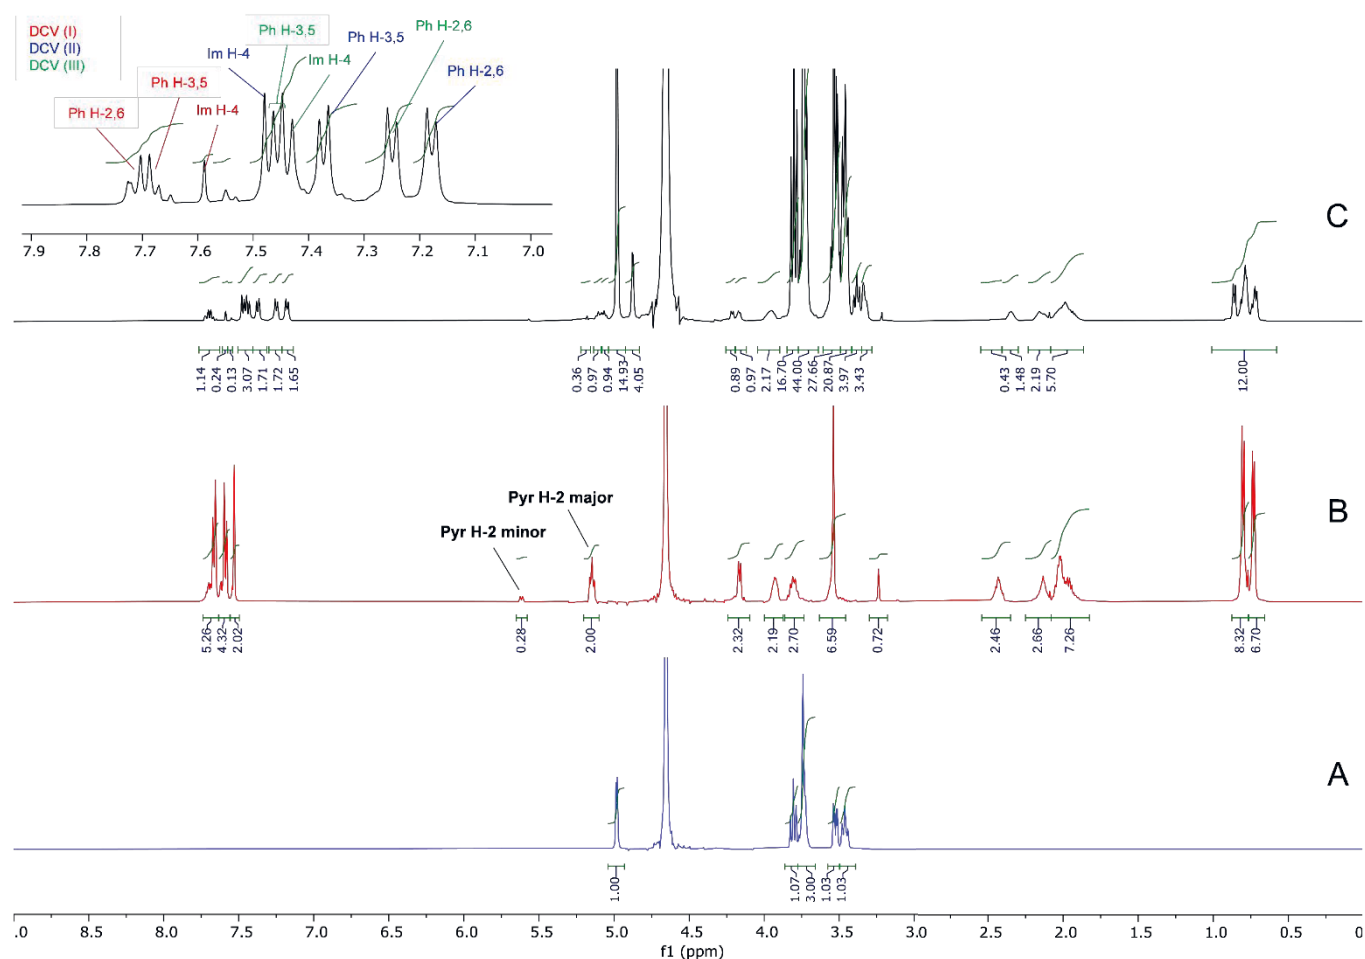 DCV (I)
DCV (II)
DCV (III)
Ph H-2,6
Ph H-3,5
Im H-4
Im H-4
Ph H-3,5
Im H-4
Ph H-3,5
Ph H-2,6
Ph H-2,6
7.9 7.8 7.7 7.6 7.5 7.4 7.3 7.2 7.1 7.0
C
1.14 0.24 0.13 3.07 1.71 1.72 1.65 0.36 0.97 0.94 14.93 4.05 0.89 0.97 2.17 16.70 44.00 27.66 20.87 3.97 3.43 0.43 1.48 2.19 5.70 12.00
Pyr H-2 major
Pyr H-2 minor
B
5.26 4.32 2.02 0.28 2.00 2.32 2.19 2.70 6.59 0.72 2.46 2.66 7.26 8.32 6.70
A
1.00 1.07 3.00 1.03 1.03
.0 8.5 8.0 7.5 7.0 6.5 6.0 5.5 5.0 4.5 4.0 3.5 3.0 2.5 2.0 1.5 1.0 0.5 0
f1 (ppm)